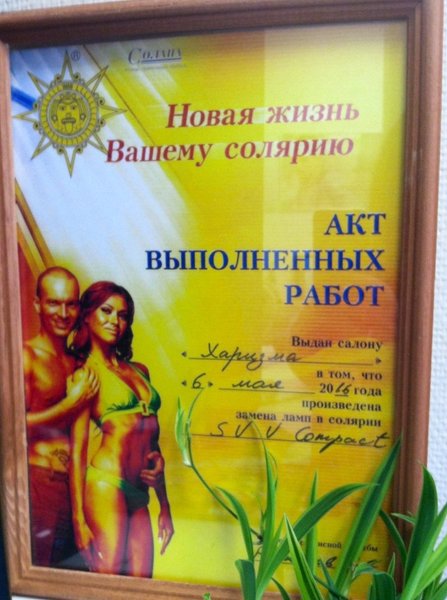 Солана
®
Новая жизнь
Вашему солярию
АКТ
ВЫПОЛНЕННЫХ
РАБОТ
Выдан салону
« Харизма »
в том, что
« 6 » мая 2016 года
произведена
замена ламп в солярии
SVV Compact